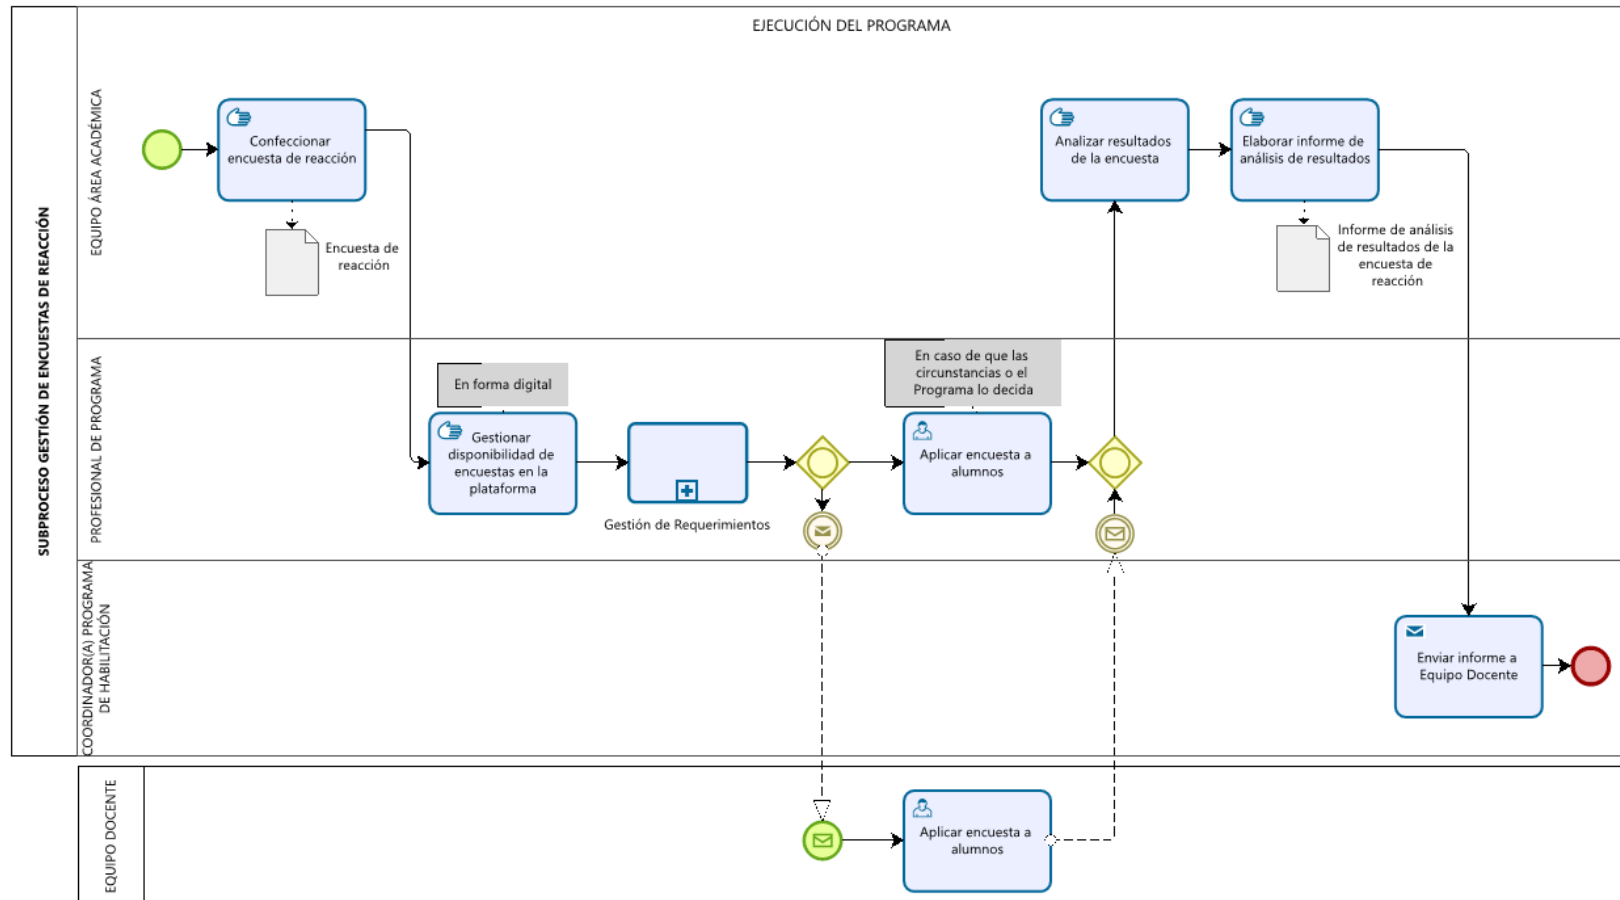 EJECUCIÓN DEL PROGRAMA
SUBPROCESO GESTIÓN DE ENCUESTAS DE REACCIÓN
EQUIPO ÁREA ACADÉMICA
Confeccionar
encuesta de reacción
Encuesta de
reacción
Analizar resultados
de la encuesta
Elaborar informe de
análisis de resultados
Informe de análisis
de resultados de la
encuesta de
reacción
PROFESIONAL DE PROGRAMA
En forma digital
Gestionar
disponibilidad de
encuestas en la
plataforma
Gestión de Requerimientos
En caso de que las
circunstancias o el
Programa lo decida
Aplicar encuesta a
alumnos
COORDINADOR(A) PROGRAMA
DE HABILITACIÓN
Enviar informe a
Equipo Docente
EQUIPO DOCENTE
Aplicar encuesta a
alumnos